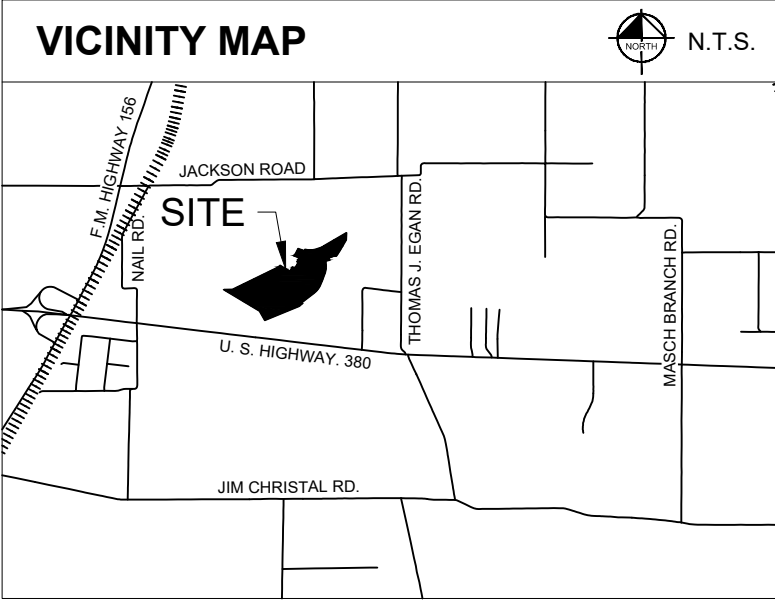 VICINITY MAP
NORTH
N.T.S.
F.M. HIGHWAY 156
JACKSON ROAD
SITE
NAIL RD.
THOMAS J. EGAN RD.
MASCH BRANCH RD.
U. S. HIGHWAY. 380
JIM CHRISTAL RD.